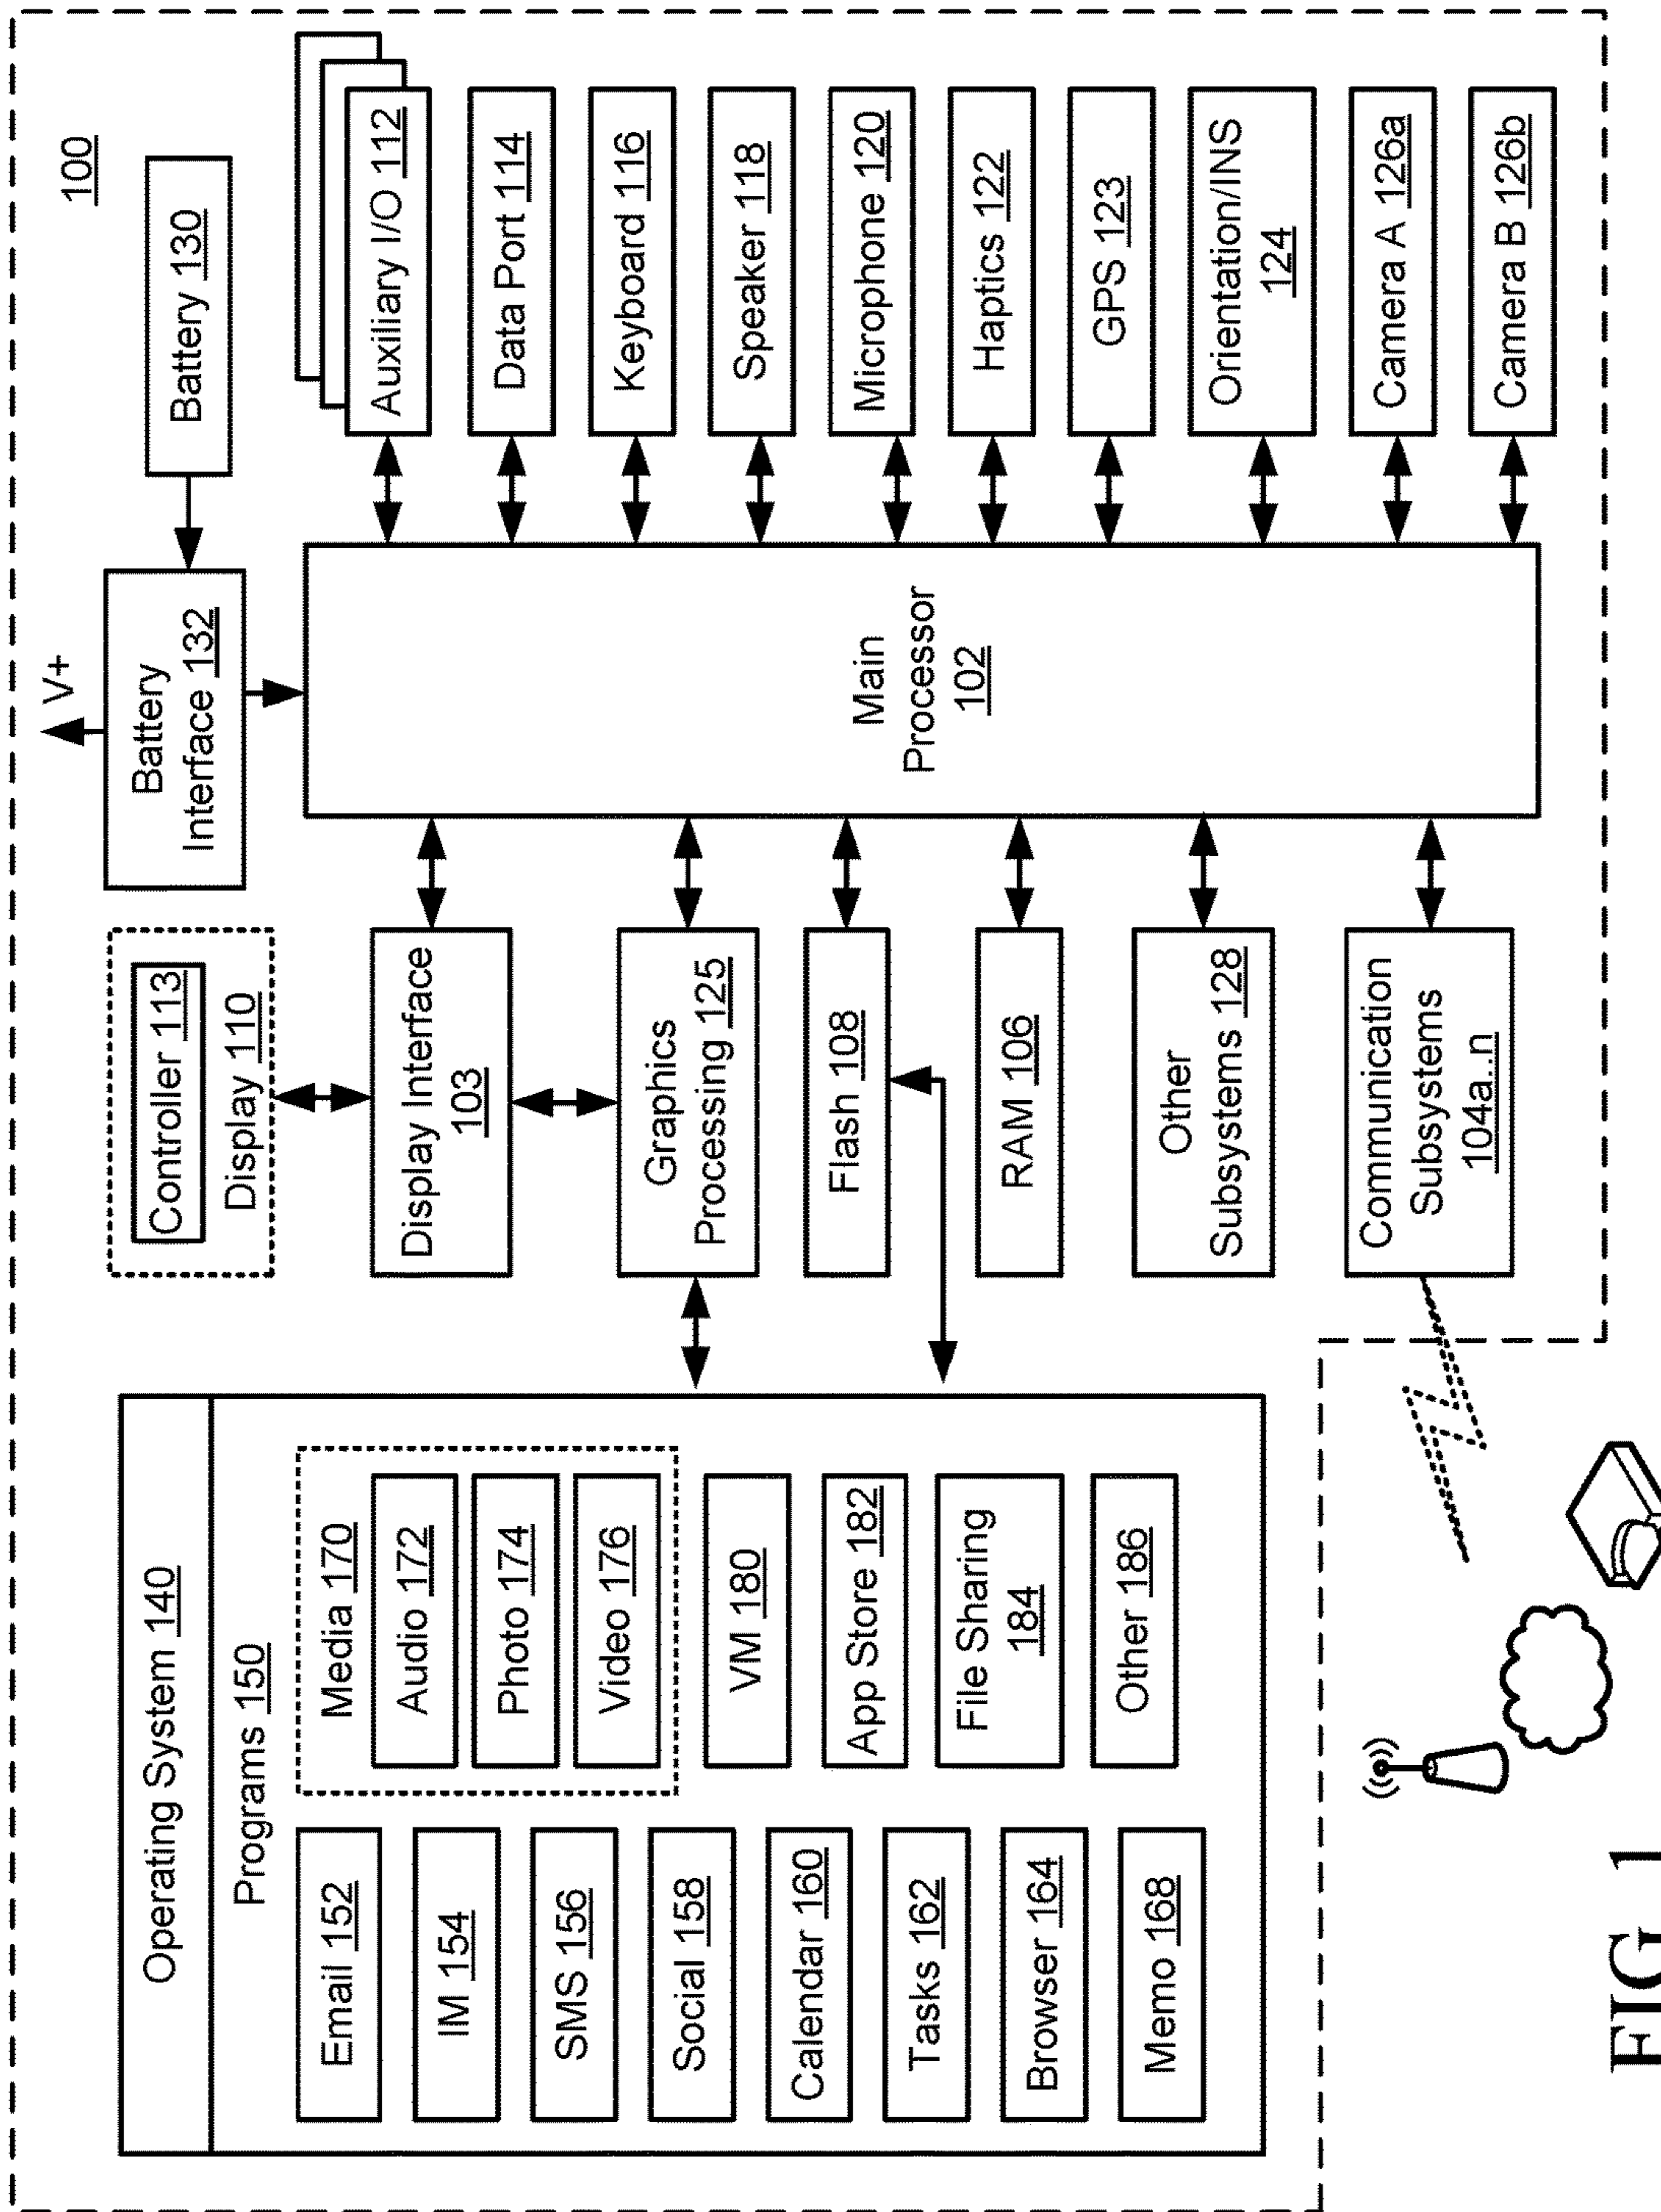 100
Operating System 140
Programs 150
Email 152
IM 154
SMS 156
Social 158
Calendar 160
Tasks 162
Browser 164
Memo 168
Media 170
Audio 172
Photo 174
Video 176
VM 180
App Store 182
File Sharing
184
Other 186
Controller 113
Display 110
Display Interface
103
Graphics
Processing 125
Flash 108
RAM 106
Other
Subsystems 128
Communication
Subsystems
104a..n
V+
Battery
Interface 132
Battery 130
Main
Processor
102
Auxiliary I/O 112
Data Port 114
Keyboard 116
Speaker 118
Microphone 120
Haptics 122
GPS 123
Orientation/INS
124
Camera A 126a
Camera B 126b
FIG 1